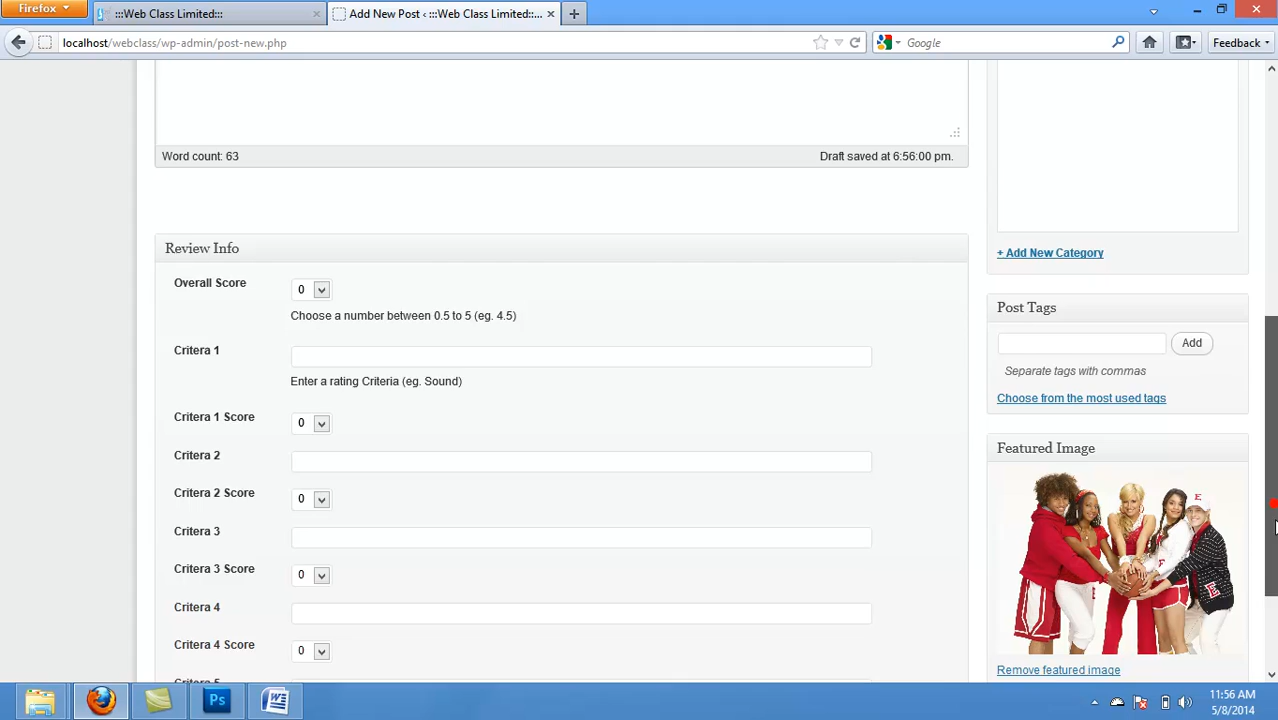 Firefox
:::Web Class Limited:::
Add New Post ‹ :::Web Class Limited::...
localhost/webclass/wp-admin/post-new.php
Google
Feedback
Word count: 63
Draft saved at 6:56:00 pm.
+ Add New Category
Review Info
Overall Score
0
Choose a number between 0.5 to 5 (eg. 4.5)
Post Tags
Add
Separate tags with commas
Choose from the most used tags
Critera 1
Enter a rating Criteria (eg. Sound)
Critera 1 Score
0
Critera 2
Critera 2 Score
0
Critera 3
Critera 3 Score
0
Critera 4
Critera 4 Score
0
Featured Image
E
E
E
Remove featured image
Ps
W
11:56 AM
5/8/2014